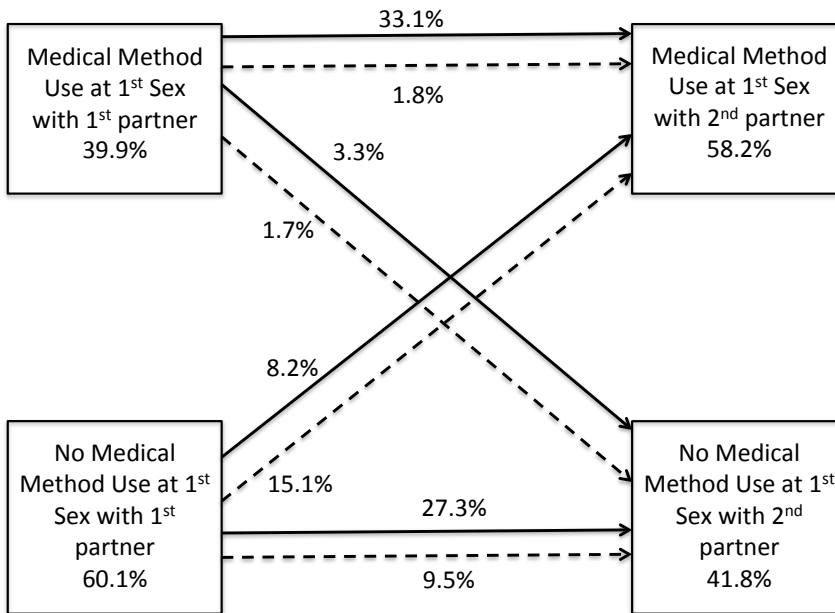 33.1%
Medical Method
Use at 1st Sex
with 1st partner
39.9%
1.8%
3.3%
1.7%
Medical Method
Use at 1st Sex
with 2nd partner
58.2%
8.2%
15.1%
No Medical
Method Use at 1st
Sex with 1st
partner
60.1%
27.3%
9.5%
No Medical
Method Use at 1st
Sex with 2nd
partner
41.8%